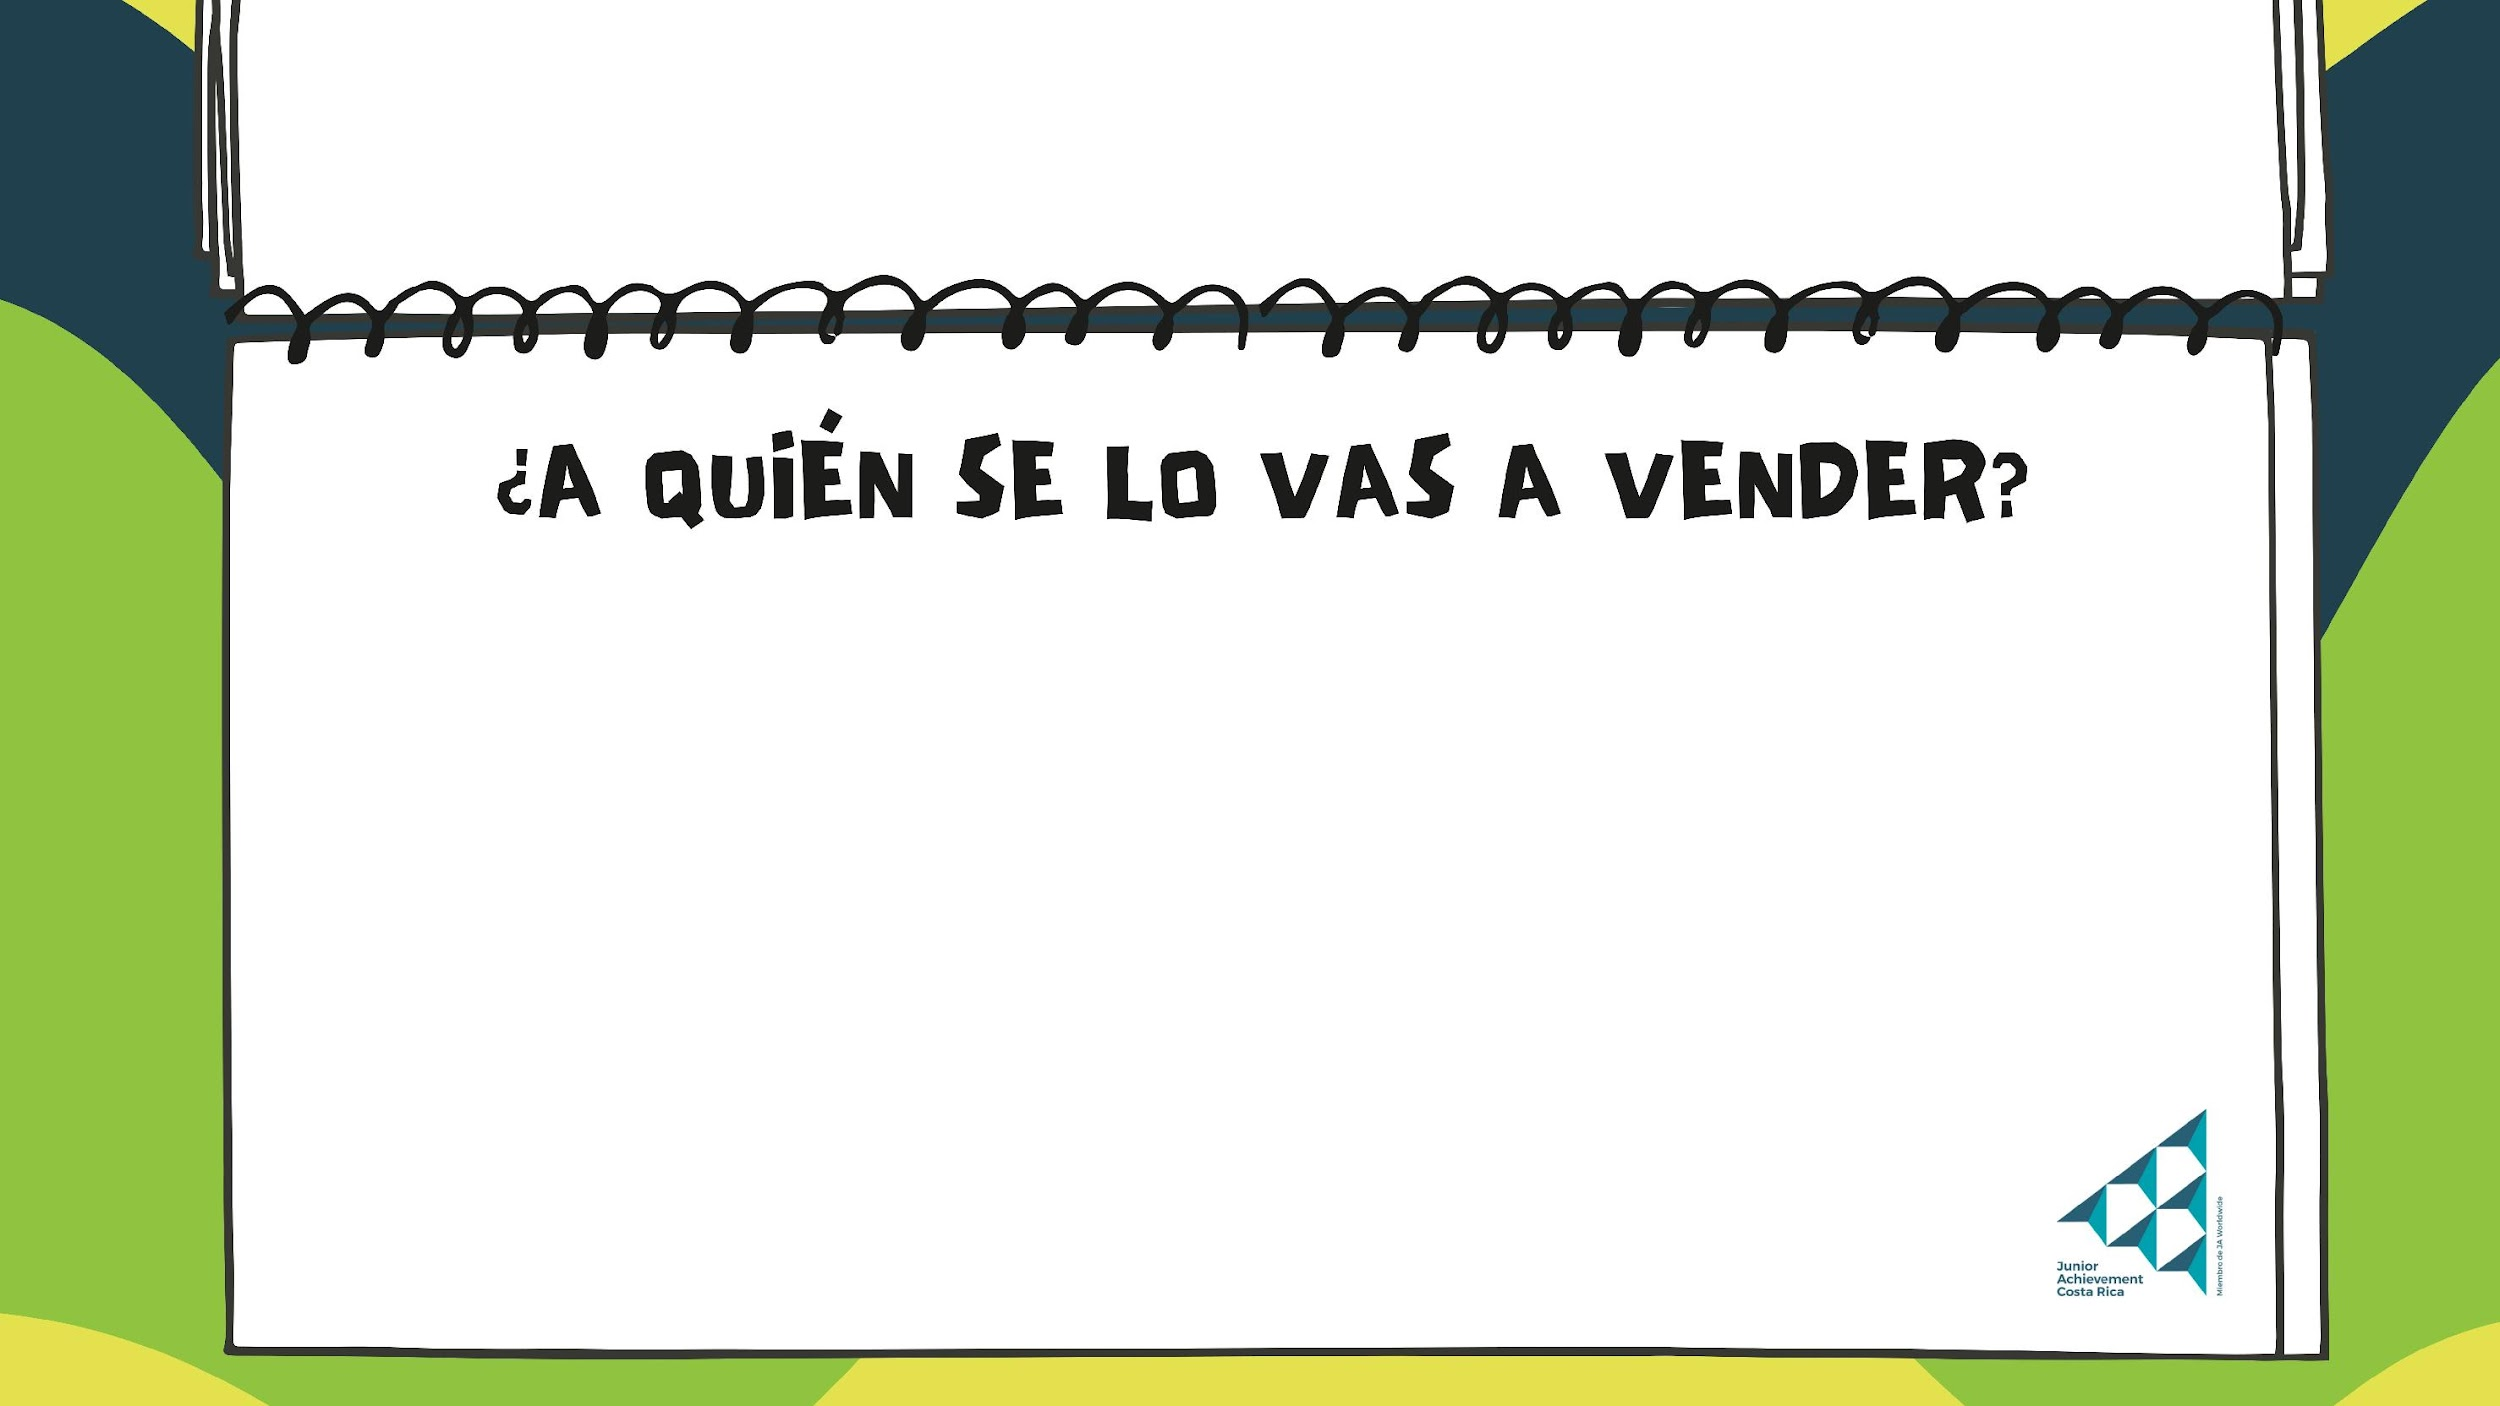 ¿A QUIÉN SE LO VAS A VENDER?
Junior
Achievement
Costa Rica
Miembro de JA Worldwide